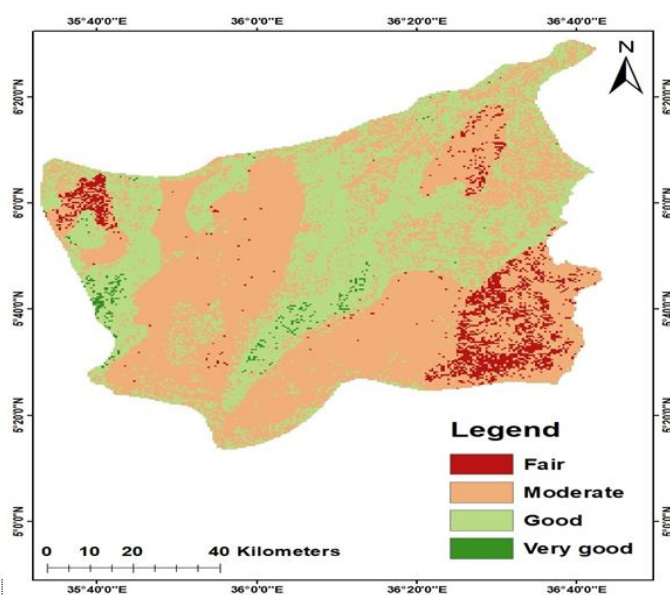 35°40'0"E 36°0'0"E 36°20'0"E 36°40'0"E
N
6°20'0"N 6°20'0"N
6°0'0"N 6°0'0"N
5°40'0"N 5°40'0"N
5°20'0"N 5°20'0"N
Legend
Fair
Moderate
Good
Very good
5°0'0"N 5°0'0"N
0 10 20 40 Kilometers
35°40'0"E 36°0'0"E 36°20'0"E 36°40'0"E